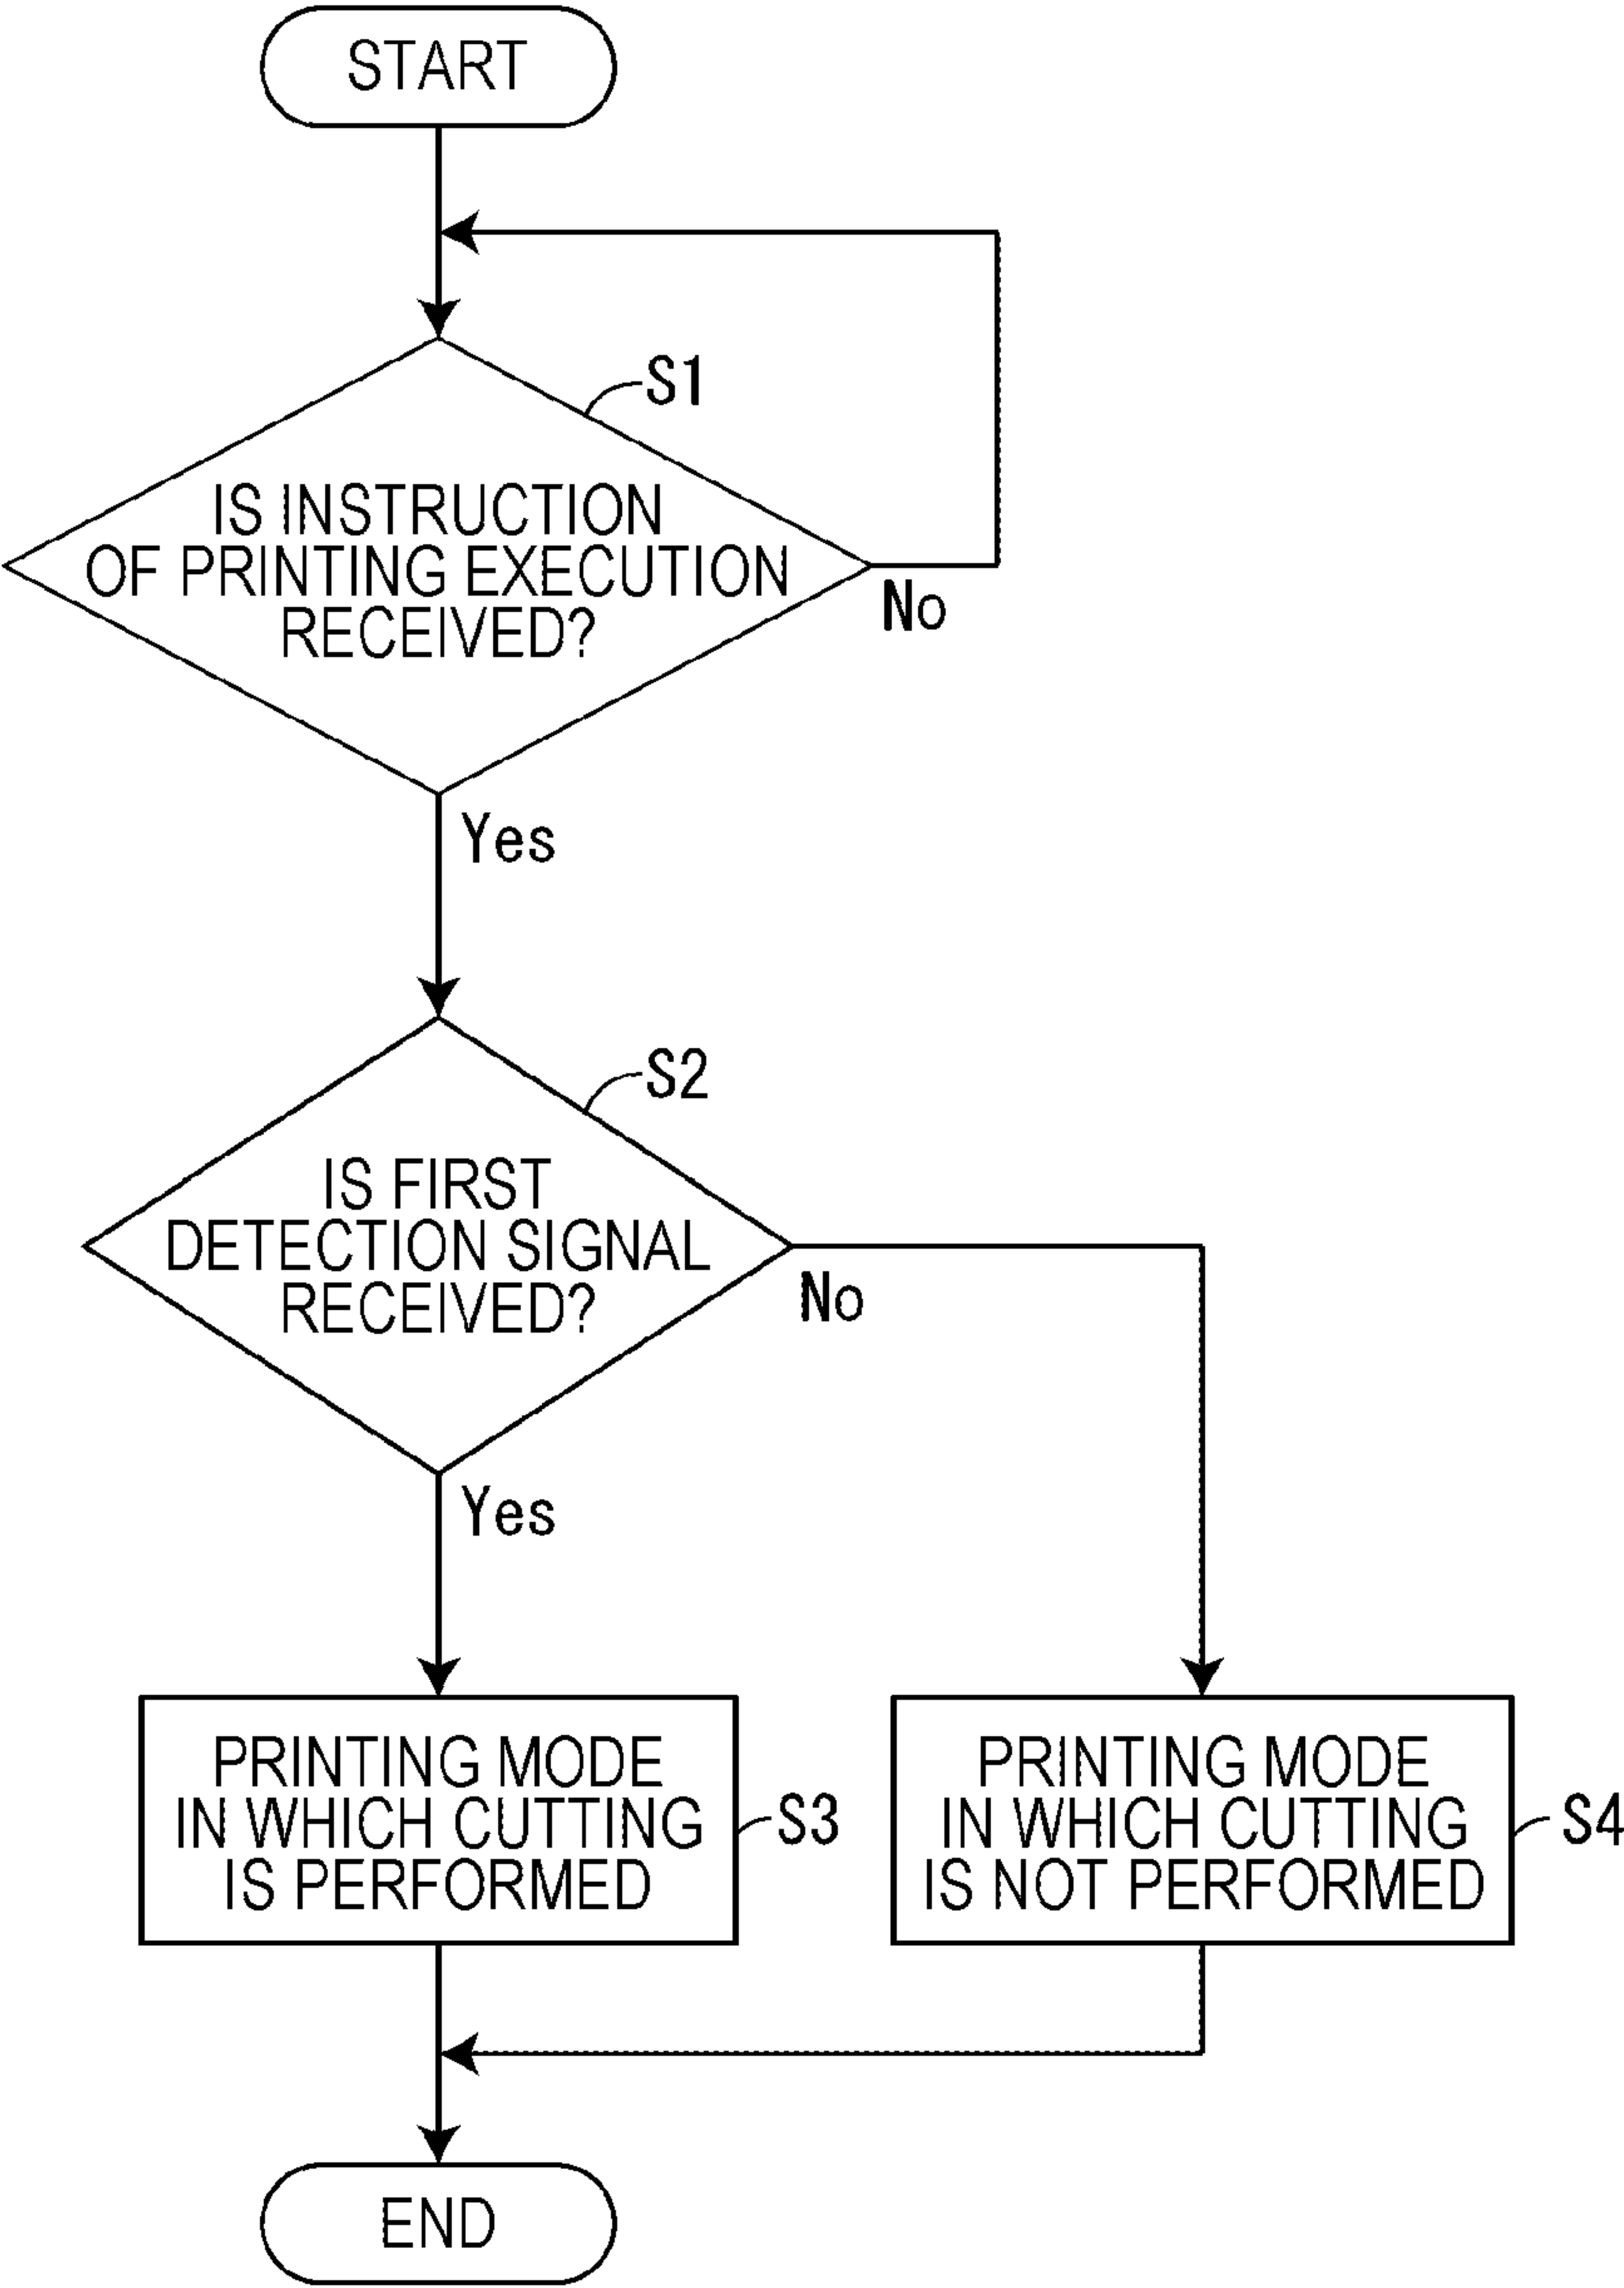 START
S1
IS INSTRUCTION
OF PRINTING EXECUTION
RECEIVED?
No
Yes
S2
IS FIRST
DETECTION SIGNAL
RECEIVED?
No
Yes
PRINTING MODE
IN WHICH CUTTING
IS PERFORMED
S3
PRINTING MODE
IN WHICH CUTTING
IS NOT PERFORMED
S4
END